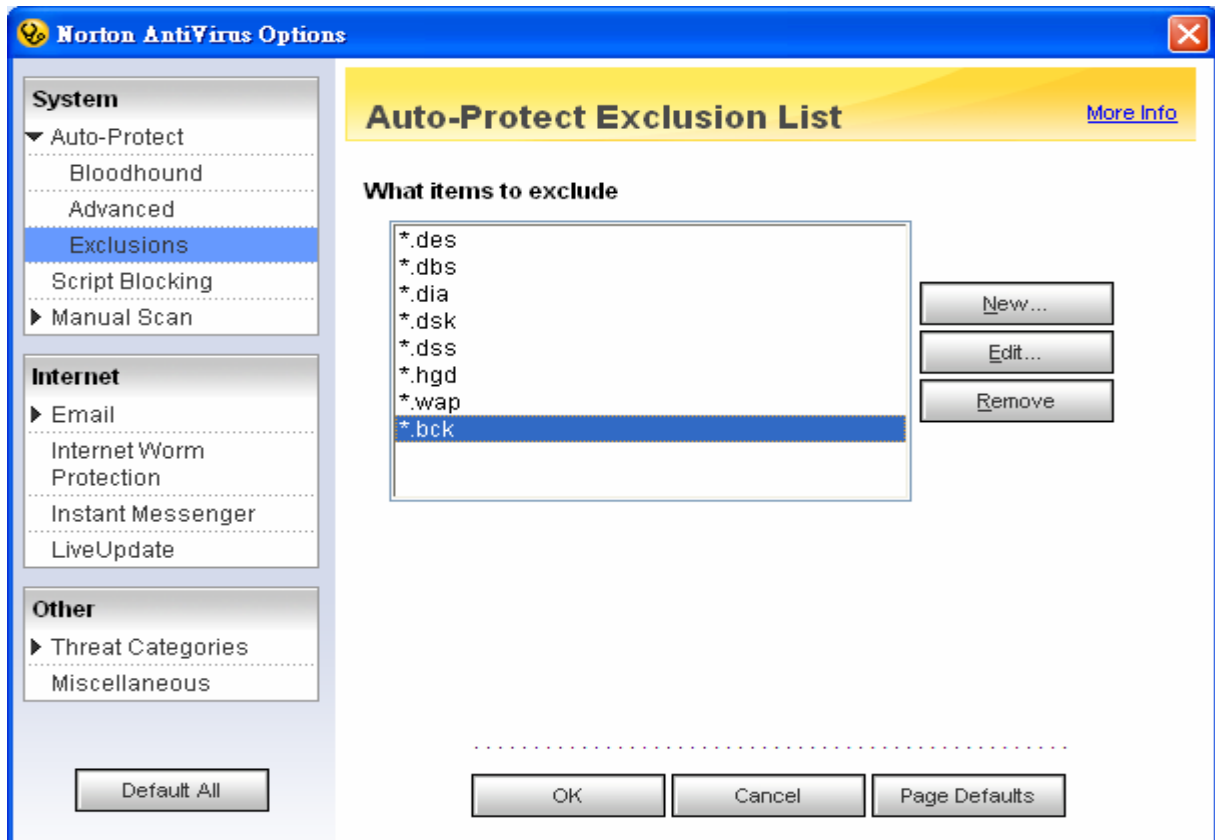 Norton AntiVirus Options
System
Auto-Protect
Bloodhound
Advanced
Exclusions
Script Blocking
Manual Scan
Internet
Email
Internet Worm
Protection
Instant Messenger
LiveUpdate
Other
Threat Categories
Miscellaneous
Default All
Auto-Protect Exclusion List
More Info
What items to exclude
*.des
*.dbs
*.dia
*.dsk
*.dss
*.hgd
*.wap
*.bck
New...
Edit...
Remove
OK
Cancel
Page Defaults